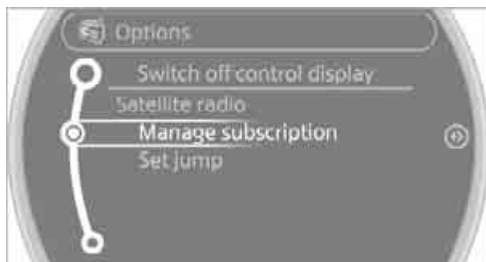 Options
Switch off control display
Satellite radio
Manage subscription
Set jump